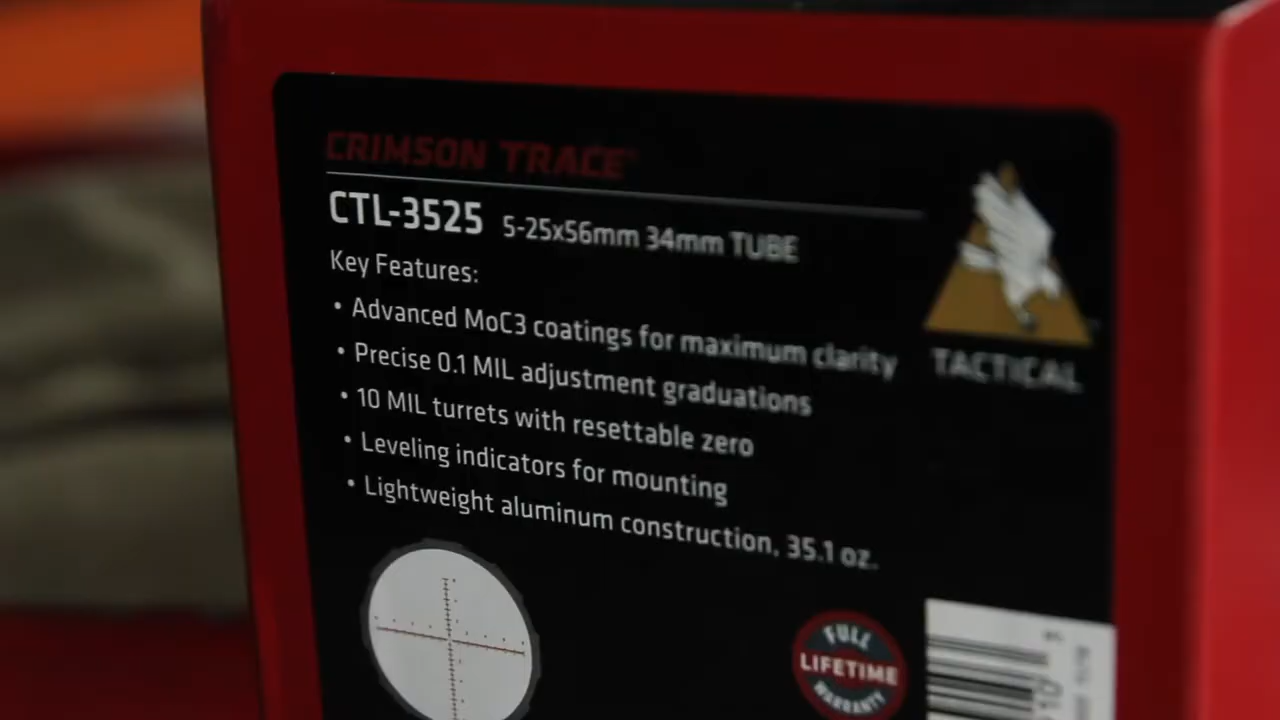 CRIMSON TRACE
CTL-3525 5-25x56mm 34mm TUBE
Key Features:
• Advanced MoC3 coatings for maximum clarity
• Precise 0.1 MIL adjustment graduations
• 10 MIL turrets with resettable zero
• Leveling indicators for mounting
• Lightweight aluminum construction, 35.1 oz.
TACTICAL
FULL
LIFETIME
WARRANTY